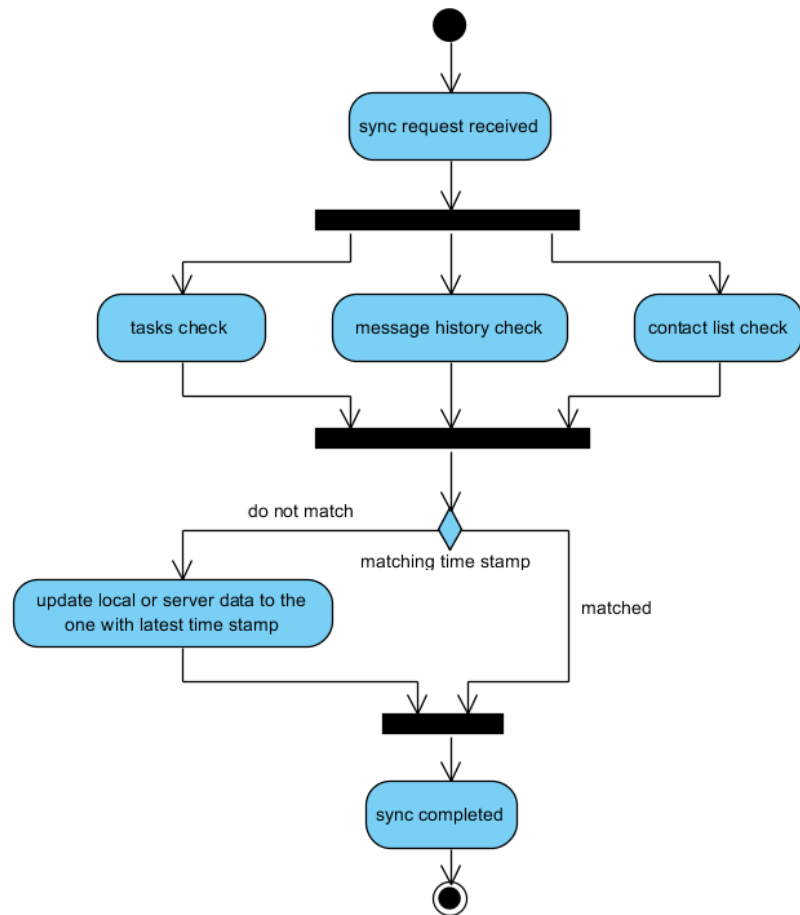 sync request received
tasks check
message history check
contact list check
do not match
matching time stamp
update local or server data to the
one with latest time stamp
matched
sync completed